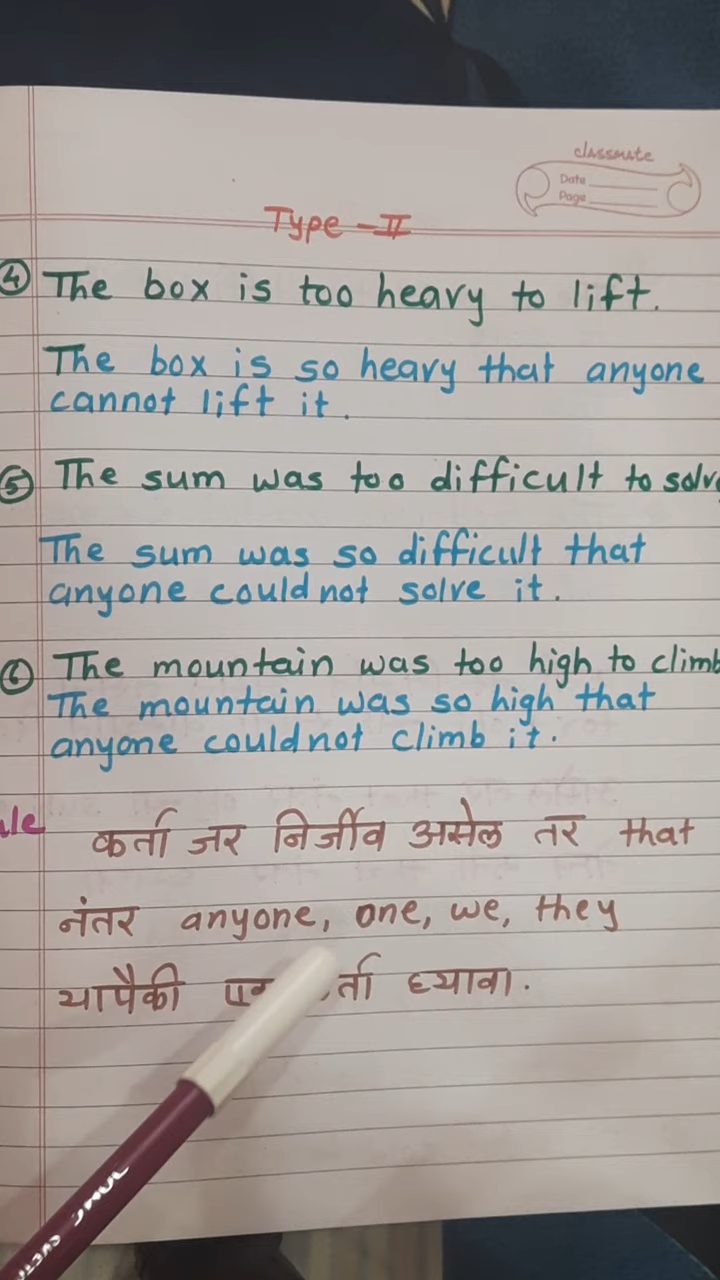 classmate
Date
Page
Type - II
④ The box is too heavy to lift.
The box is so heavy that anyone
cannot lift it.
⑤ The sum was too difficult to solve
The sum was so difficult that
anyone could not solve it.
⑥ The mountain was too high to climb
The mountain was so high that
anyone could not climb it.
कर्ता जर निर्जीव असेल तर that
नंतर anyone, one, we, they
यापैकी घ्यावा.